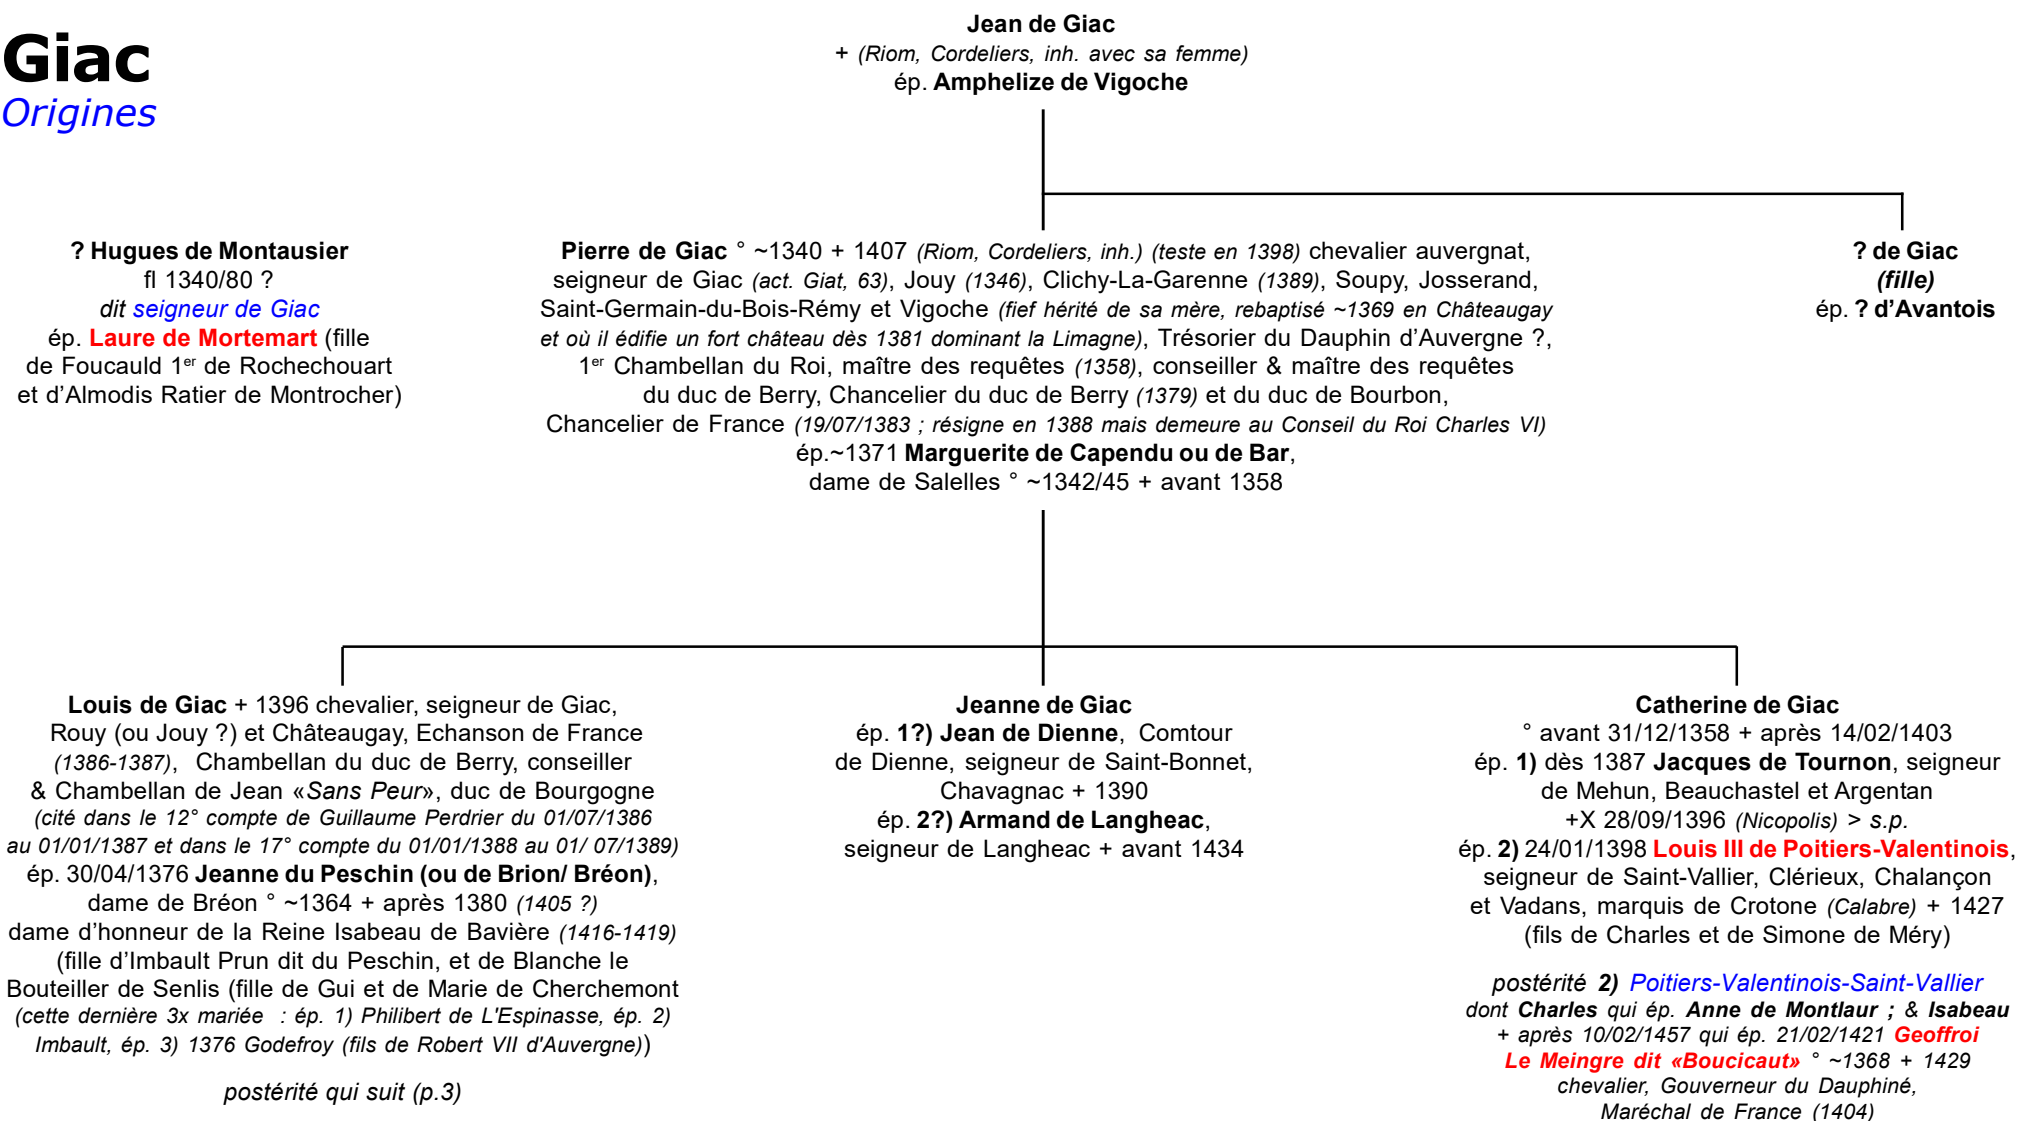 Giac
Origines
Jean de Giac
+ (Riom, Cordeliers, inh. avec sa femme)
ép. Amphelize de Vigoche
? Hugues de Montausier
fl 1340/80 ?
dit seigneur de Giac
ép. Laure de Mortemart (fille
de Foucauld 1er de Rochechouart
et d’Almodis Ratier de Montrocher)
Pierre de Giac ° ~1340 + 1407 (Riom, Cordeliers, inh.) (teste en 1398) chevalier auvergnat,
seigneur de Giac (act. Giat, 63), Jouy (1346), Clichy-La-Garenne (1389), Soupy, Josserand,
Saint-Germain-du-Bois-Rémy et Vigoche (fief hérité de sa mère, rebaptisé ~1369 en Châteaugay
et où il édifie un fort château dès 1381 dominant la Limagne), Trésorier du Dauphin d’Auvergne ?,
1er Chambellan du Roi, maître des requêtes (1358), conseiller & maître des requêtes
du duc de Berry, Chancelier du duc de Berry (1379) et du duc de Bourbon,
Chancelier de France (19/07/1383 ; résigne en 1388 mais demeure au Conseil du Roi Charles VI)
ép.~1371 Marguerite de Capendu ou de Bar,
dame de Salelles ° ~1342/45 + avant 1358
? de Giac
(fille)
ép. ? d’Avantois
Louis de Giac + 1396 chevalier, seigneur de Giac,
Rouy (ou Jouy ?) et Châteaugay, Echanson de France
(1386-1387), Chambellan du duc de Berry, conseiller
& Chambellan de Jean «Sans Peur», duc de Bourgogne
(cité dans le 12° compte de Guillaume Perdrier du 01/07/1386
au 01/01/1387 et dans le 17° compte du 01/01/1388 au 01/ 07/1389)
ép. 30/04/1376 Jeanne du Peschin (ou de Brion/ Bréon),
dame de Bréon ° ~1364 + après 1380 (1405 ?)
dame d’honneur de la Reine Isabeau de Bavière (1416-1419)
(fille d’Imbault Prun dit du Peschin, et de Blanche le
Bouteiller de Senlis (fille de Gui et de Marie de Cherchemont
(cette dernière 3x mariée : ép. 1) Philibert de L'Espinasse, ép. 2)
Imbault, ép. 3) 1376 Godefroy (fils de Robert VII d'Auvergne))
postérité qui suit (p.3)
Jeanne de Giac
ép. 1?) Jean de Dienne, Comtour
de Dienne, seigneur de Saint-Bonnet,
Chavagnac + 1390
ép. 2?) Armand de Langheac,
seigneur de Langheac + avant 1434
Catherine de Giac
° avant 31/12/1358 + après 14/02/1403
ép. 1) dès 1387 Jacques de Tournon, seigneur
de Mehun, Beauchastel et Argentan
+X 28/09/1396 (Nicopolis) > s.p.
ép. 2) 24/01/1398 Louis III de Poitiers-Valentinois,
seigneur de Saint-Vallier, Clérieux, Chalançon
et Vadans, marquis de Crotone (Calabre) + 1427
(fils de Charles et de Simone de Méry)
postérité 2) Poitiers-Valentinois-Saint-Vallier
dont Charles qui ép. Anne de Montlaur ; & Isabeau
+ après 10/02/1457 qui ép. 21/02/1421 Geoffroi
Le Meingre dit «Boucicaut» ° ~1368 + 1429
chevalier, Gouverneur du Dauphiné,
Maréchal de France (1404)